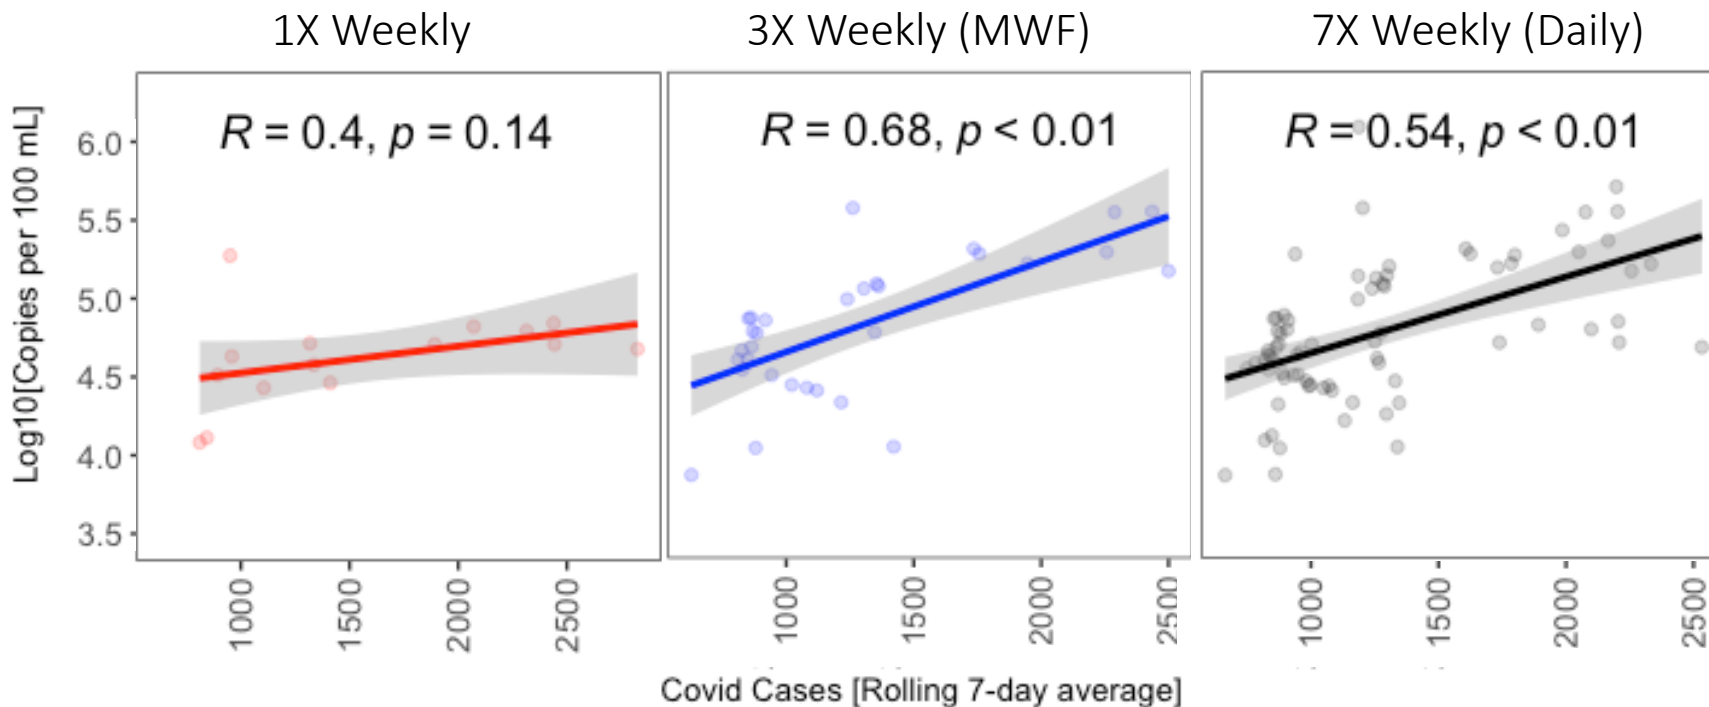 1X Weekly
3X Weekly (MWF)
7X Weekly (Daily)
Log10[Copies per 100 mL]
6.0
5.5
5.0
4.5
4.0
3.5
R = 0.4, p = 0.14
R = 0.68, p < 0.01
R = 0.54, p < 0.01
1000
1500
2000
2500
1000
1500
2000
2500
1000
1500
2000
2500
Covid Cases [Rolling 7-day average]